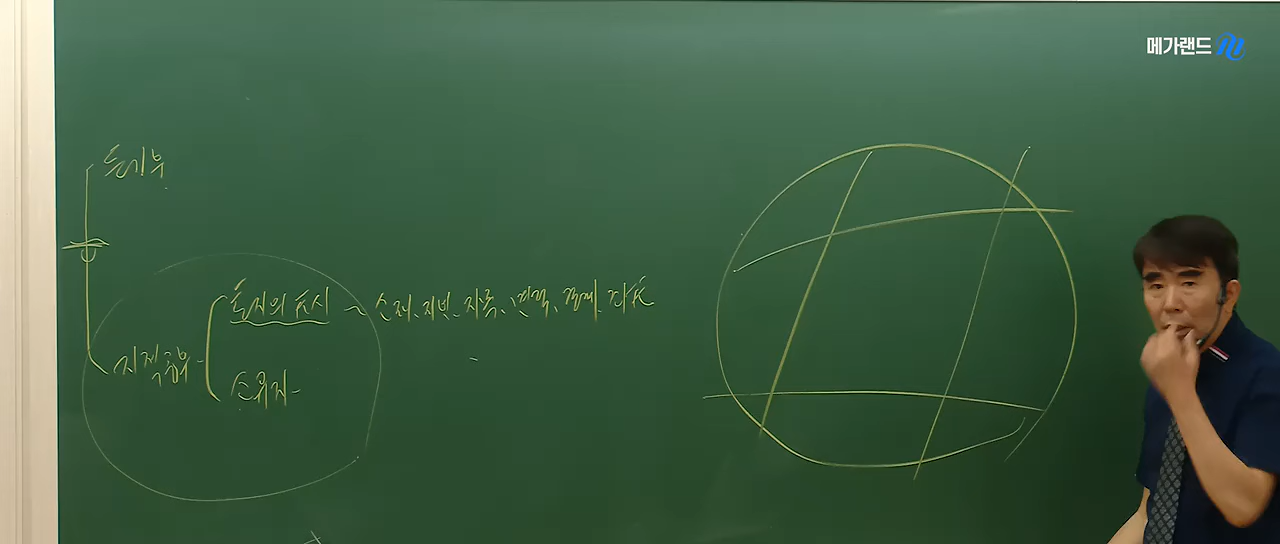 메가랜드
등기부
토지의 표시 ~ 소재, 지번, 지목, 면적, 경계, 좌표
지적공부
소유자